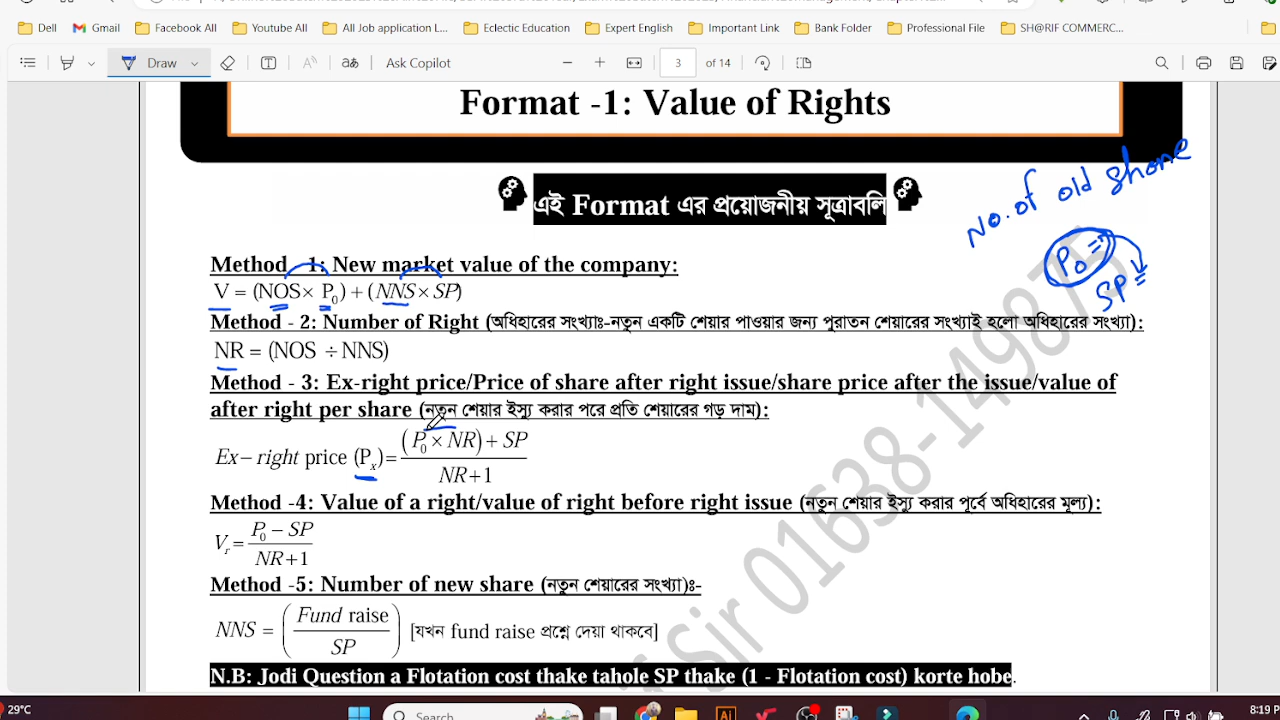 Dell Gmail Facebook All Youtube All All Job application L... Eclectic Education Expert English Important Link Bank Folder Professional File SH@RIF COMMERC...
Draw Ask Copilot 3 of 14
Format -1: Value of Rights
এই Format এর প্রয়োজনীয় সূত্রাবলি
No. of old Share
P₀ =
SP =
Method - 1: New market value of the company:
V = (NOS× P₀) + (NNS × SP)
Method - 2: Number of Right (অধিহারের সংখ্যাঃ-নতুন একটি শেয়ার পাওয়ার জন্য পুরাতন শেয়ারের সংখ্যাই হলো অধিহারের সংখ্যা):
NR = (NOS ÷ NNS)
Method - 3: Ex-right price/Price of share after right issue/share price after the issue/value of
after right per share (নতুন শেয়ার ইস্যু করার পরে প্রতি শেয়ারের গড় দাম):
Ex – right price (Pₓ)= (P₀ × NR) + SP
NR + 1
Method -4: Value of a right/value of right before right issue (নতুন শেয়ার ইস্যু করার পূর্বে অধিহারের মূল্য):
Vᵣ = P₀ – SP
NR + 1
Method -5: Number of new share (নতুন শেয়ারের সংখ্যা)ঃ-
NNS = (Fund raise
SP) [যখন fund raise প্রশ্নে দেয়া থাকবে]
N.B: Jodi Question a Flotation cost thake tahole SP thake (1 - Flotation cost) korte hobe.
Sir 01638-149875
29°C Search 8:19 P